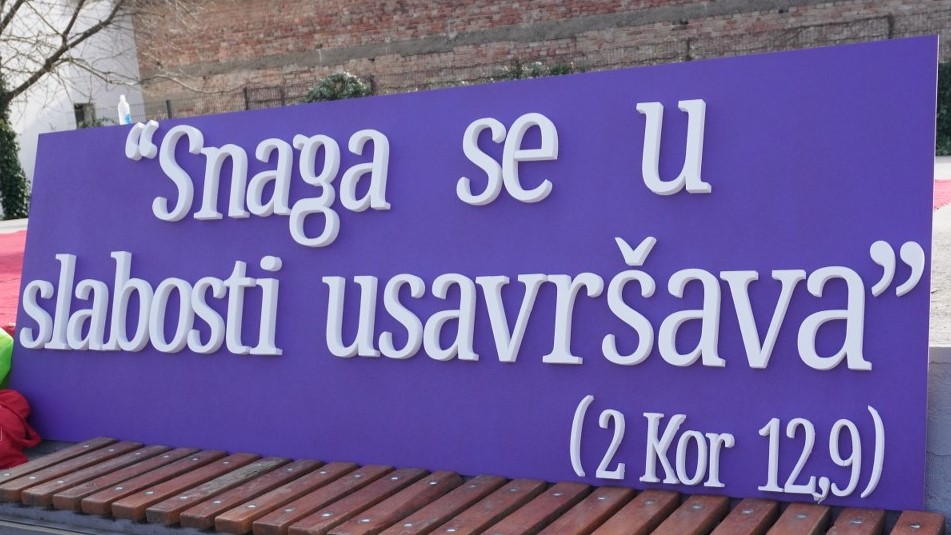 “Snaga se u
slabosti usavršava”
(2 Kor 12,9)